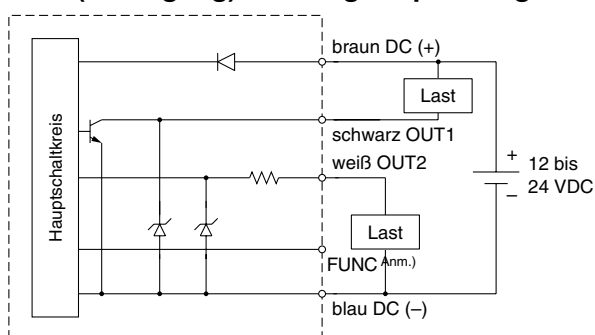 braun DC (+)
Last
Hauptschaltkreis
schwarz OUT1
weiß OUT2
+
12 bis
24 VDC
–
Last
FUNC Anm.)
blau DC (–)